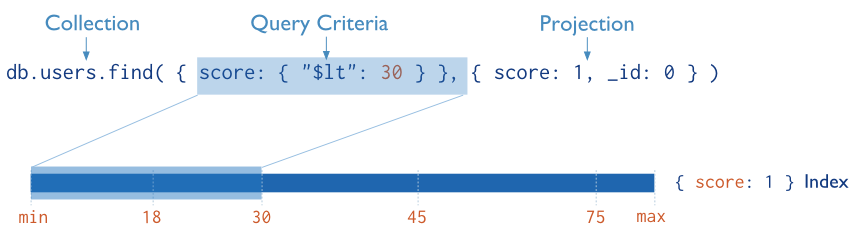 Collection Query Criteria Projection
db.users.find( { score: { "$lt": 30 } }, { score: 1, _id: 0 } )
{ score: 1 } Index
min 18 30 45 75 max